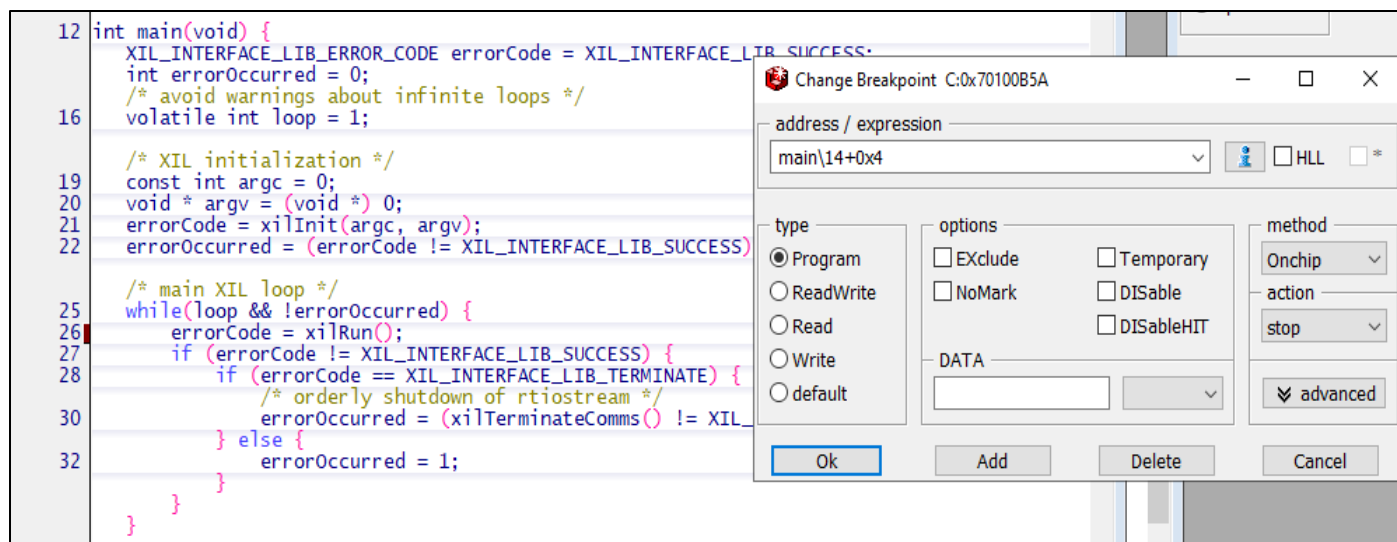 12 int main(void) {
XIL_INTERFACE_LIB_ERROR_CODE errorCode = XIL_INTERFACE_LIB_SUCCESS;
int errorOccurred = 0;
/* avoid warnings about infinite loops */
16 volatile int loop = 1;
/* XIL initialization */
19 const int argc = 0;
20 void * argv = (void *) 0;
21 errorCode = xilInit(argc, argv);
22 errorOccurred = (errorCode != XIL_INTERFACE_LIB_SUCCESS)
/* main XIL loop */
25 while(loop && !errorOccurred) {
26 errorCode = xilRun();
27 if (errorCode != XIL_INTERFACE_LIB_SUCCESS) {
28 if (errorCode == XIL_INTERFACE_LIB_TERMINATE) {
/* orderly shutdown of rtiostream */
30 errorOccurred = (xilTerminateComms() != XIL_
} else {
32 errorOccurred = 1;
}
}
}
Change Breakpoint C:0x70100B5A
address / expression
main\14+0x4
HLL
*
type
Program
ReadWrite
Read
Write
default
options
EXclude
Temporary
NoMark
DISable
DISableHIT
DATA
method
Onchip
action
stop
advanced
Ok
Add
Delete
Cancel